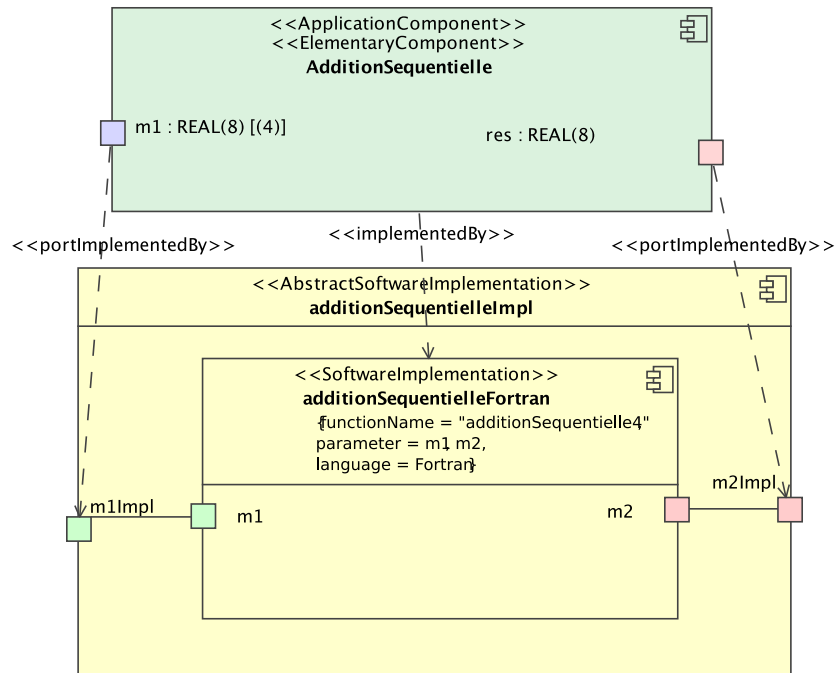 <<ApplicationComponent>>
<<ElementaryComponent>>
AdditionSequentielle
m1 : REAL(8) [(4)]
res : REAL(8)
<<portImplementedBy>>
<<implementedBy>>
<<portImplementedBy>>
<<AbstractSoftwareImplementation>>
additionSequentielleImpl
<<SoftwareImplementation>>
additionSequentielleFortran
{functionName = "additionSequentielle4"
parameter = m1, m2,
language = Fortran}
m1Impl
m1
m2
m2Impl